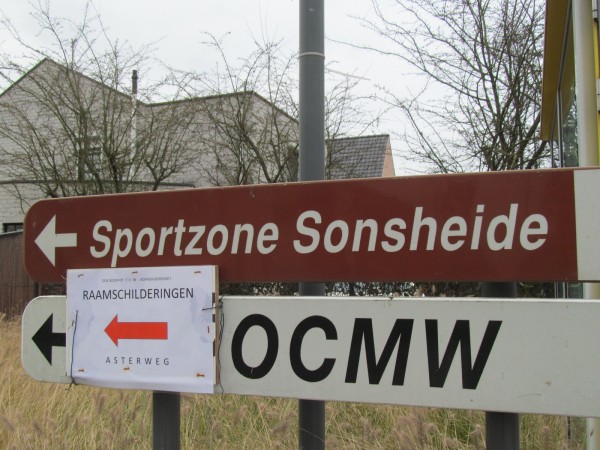 Sportzone Sonsheide
RAAMSCHILDERINGEN
ASTERWEG
OCMW